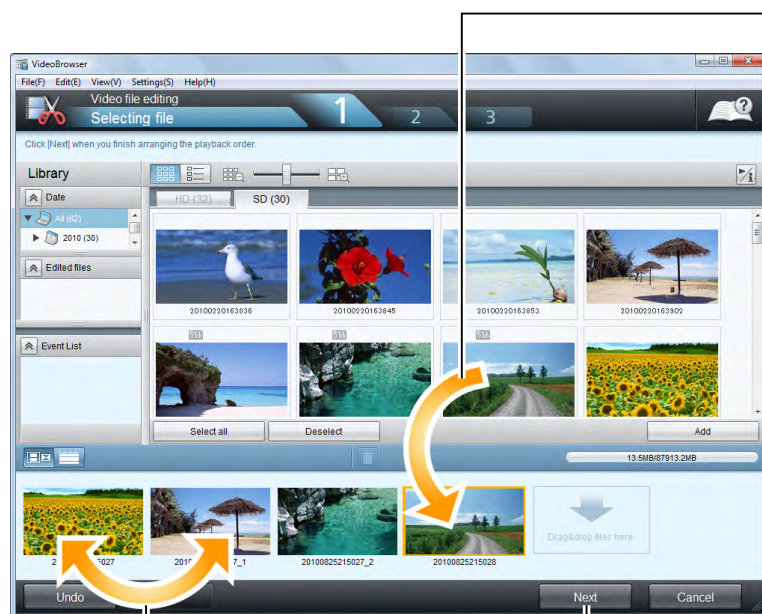 VideoBrowser
File(F) Edit(E) View(V) Settings(S) Help(H)
Video file editing
Selecting file
1 2 3
Click [Next] when you finish arranging the playback order.
Library
Date
HD (32) SD (30)
All (62)
2010 (30)
Edited files
20100220163836 20100220163845 20100220163853 20100220163902
Event List
Select all Deselect Add
13.5MB/87913.2MB
Drag&drop files here
20100825215027_2 20100825215028
Undo Next Cancel